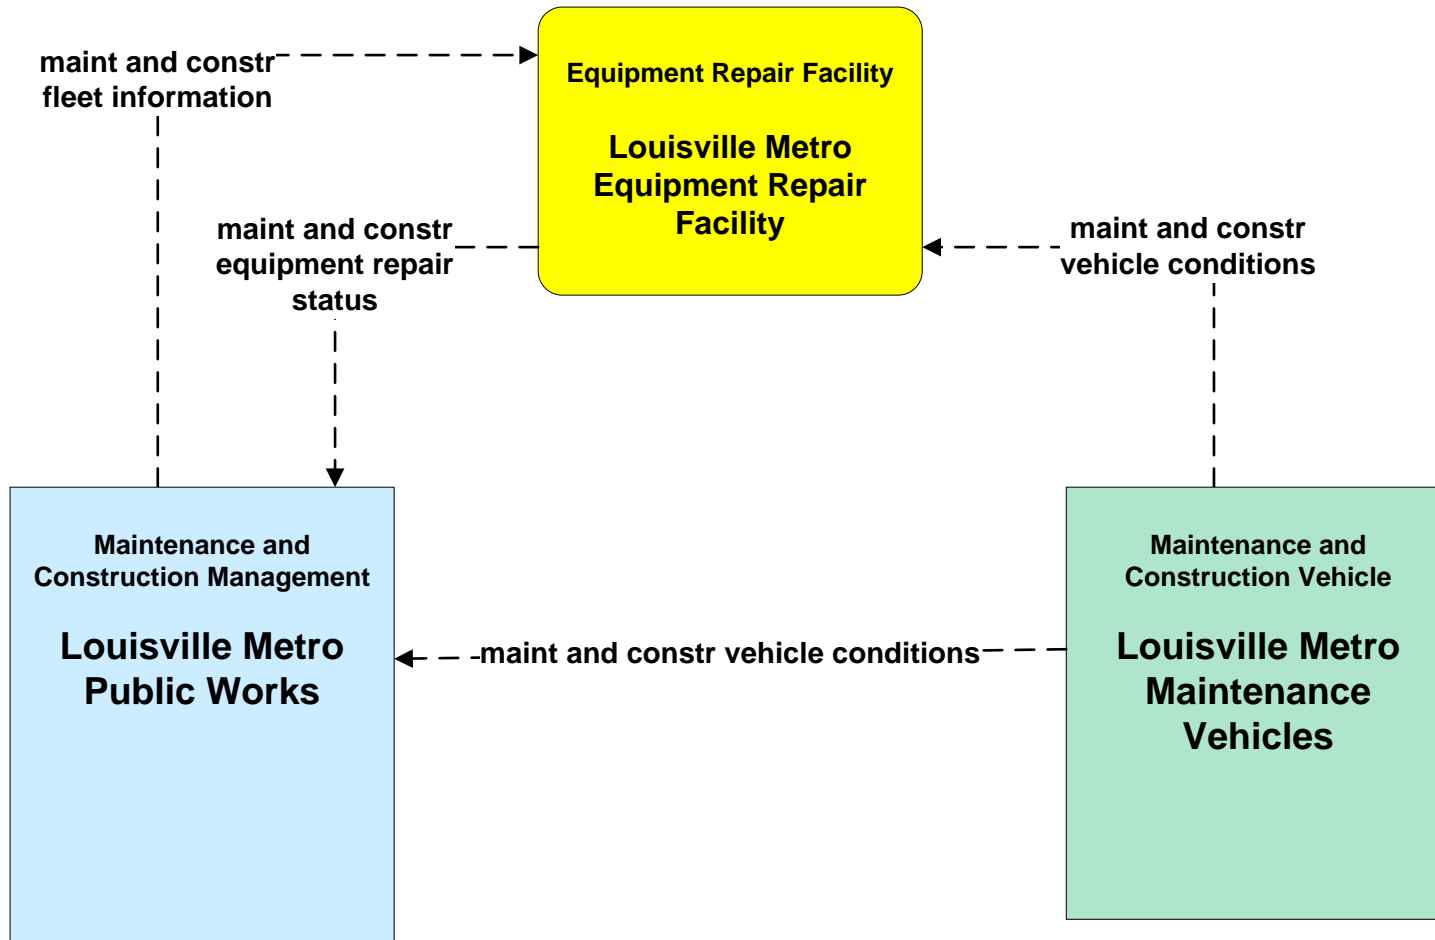 maint and constr
fleet information
Equipment Repair Facility
Louisville Metro
Equipment Repair
Facility
maint and constr
equipment repair
status
maint and constr
vehicle conditions
Maintenance and
Construction Management
Louisville Metro
Public Works
maint and constr vehicle conditions
Maintenance and
Construction Vehicle
Louisville Metro
Maintenance
Vehicles